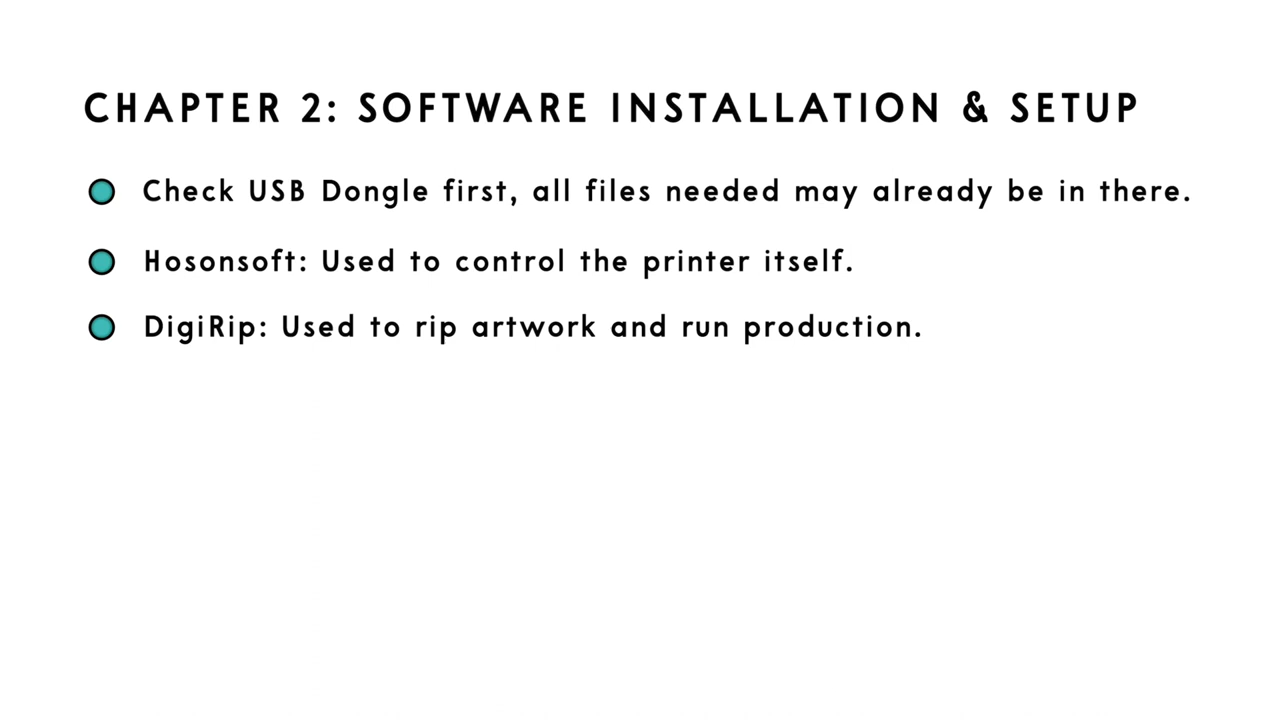 CHAPTER 2: SOFTWARE INSTALLATION & SETUP
Check USB Dongle first, all files needed may already be in there.
Hosonsoft: Used to control the printer itself.
DigiRip: Used to rip artwork and run production.